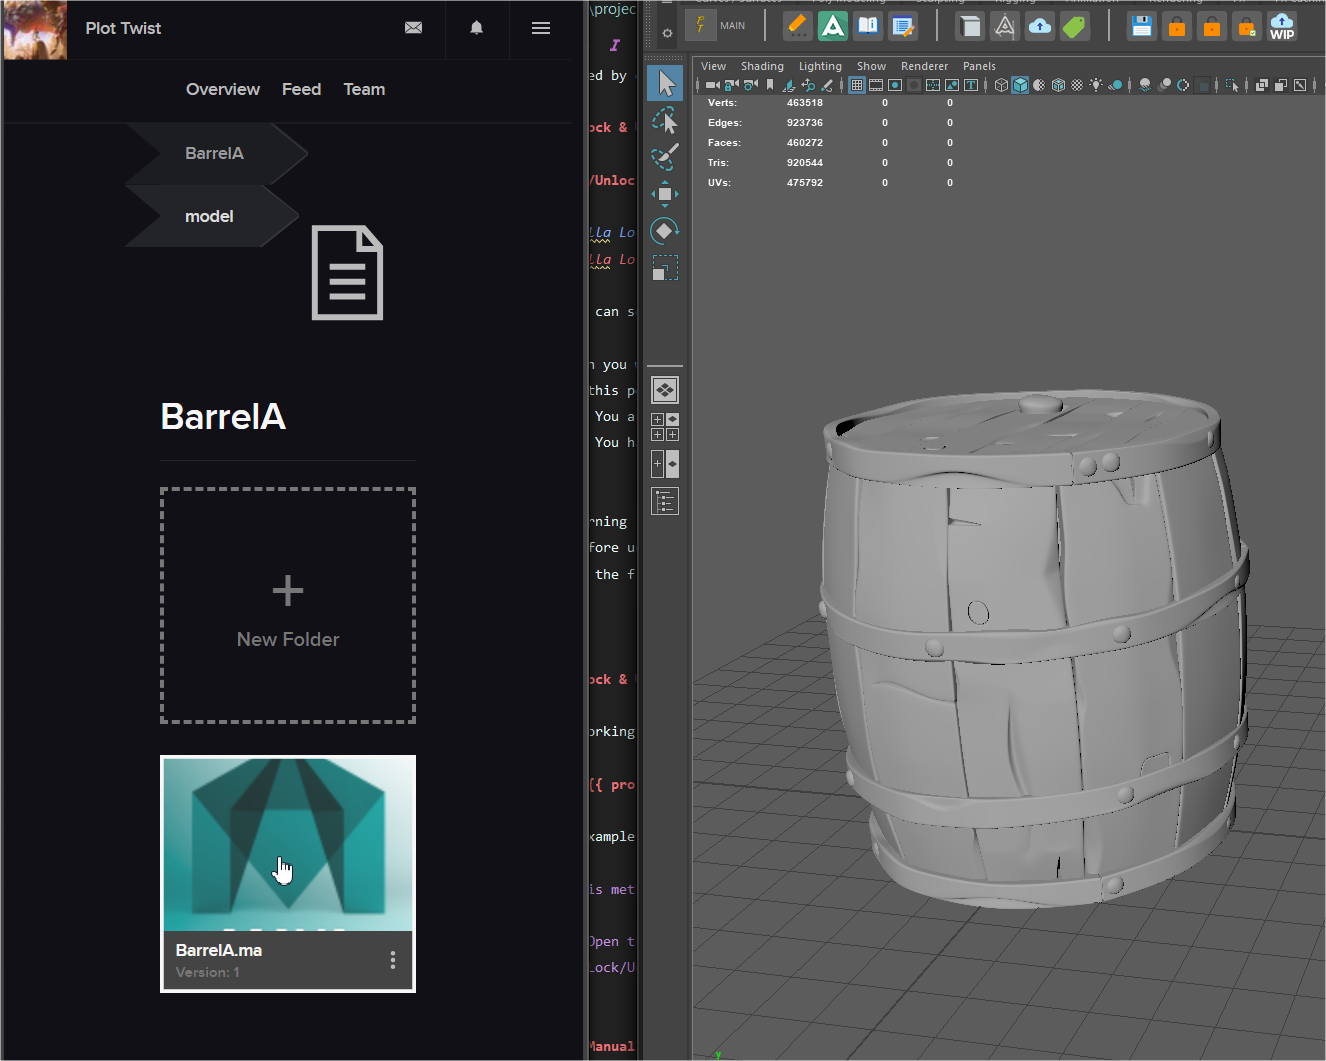 Plot Twist
Overview Feed Team
BarrelA
model
BarrelA
New Folder
BarrelA.ma
Version: 1
\projec
I
ed by
ock &
/Unloc
lla Lo
lla Lo
can s
n you
this p
You a
You h
rning
fore u
the f
ock &
orking
{{ pro
xample
is met
Open t
Lock/U
Manual
MAIN
WIP
View Shading Lighting Show Renderer Panels
Verts: 463518 0 0
Edges: 923736 0 0
Faces: 460272 0 0
Tris: 920544 0 0
UVs: 475792 0 0
y